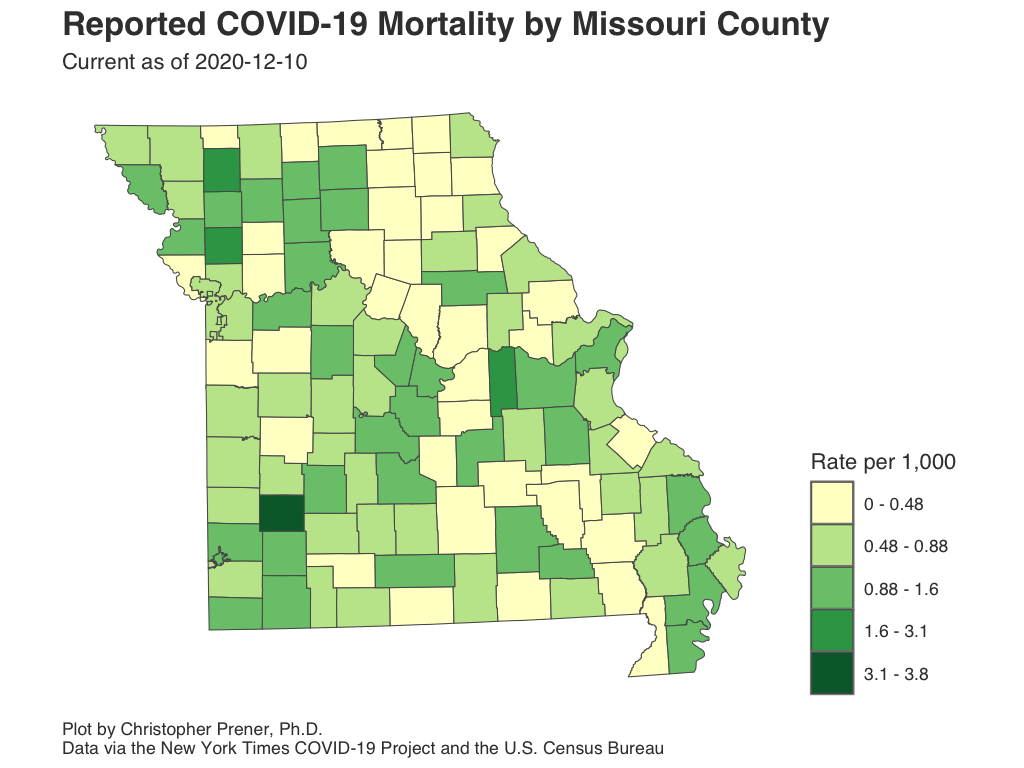 Reported COVID-19 Mortality by Missouri County
Current as of 2020-12-10
Rate per 1,000
0 - 0.48
0.48 - 0.88
0.88 - 1.6
1.6 - 3.1
3.1 - 3.8
Plot by Christopher Prener, Ph.D.
Data via the New York Times COVID-19 Project and the U.S. Census Bureau